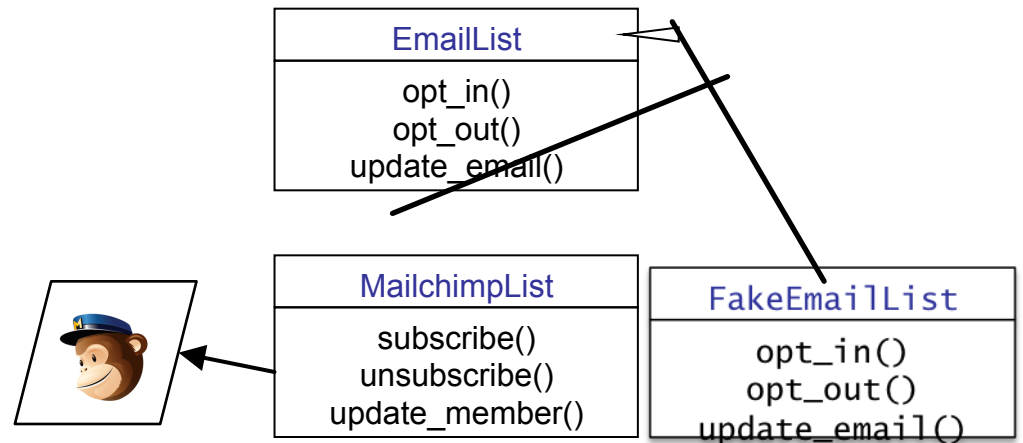 EmailList
opt_in()
opt_out()
update_email()
MailchimpList
subscribe()
unsubscribe()
update_member()
FakeEmailList
opt_in()
opt_out()
update_email()